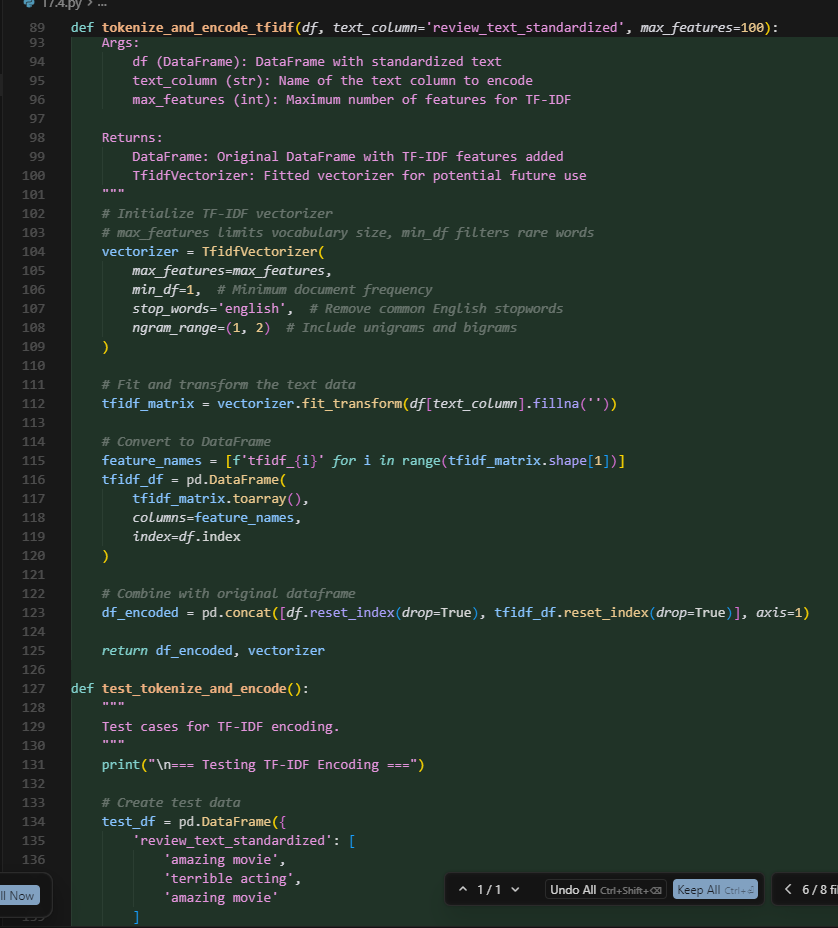 17.4.py > ...
89 def tokenize_and_encode_tfidf(df, text_column='review_text_standardized', max_features=100):
93     Args:
94         df (DataFrame): DataFrame with standardized text
95         text_column (str): Name of the text column to encode
96         max_features (int): Maximum number of features for TF-IDF
97
98     Returns:
99         DataFrame: Original DataFrame with TF-IDF features added
100         TfidfVectorizer: Fitted vectorizer for potential future use
101     """
102     # Initialize TF-IDF vectorizer
103     # max_features limits vocabulary size, min_df filters rare words
104     vectorizer = TfidfVectorizer(
105         max_features=max_features,
106         min_df=1,  # Minimum document frequency
107         stop_words='english',  # Remove common English stopwords
108         ngram_range=(1, 2)  # Include unigrams and bigrams
109     )
110
111     # Fit and transform the text data
112     tfidf_matrix = vectorizer.fit_transform(df[text_column].fillna(''))
113
114     # Convert to DataFrame
115     feature_names = [f'tfidf_{i}' for i in range(tfidf_matrix.shape[1])]
116     tfidf_df = pd.DataFrame(
117         tfidf_matrix.toarray(),
118         columns=feature_names,
119         index=df.index
120     )
121
122     # Combine with original dataframe
123     df_encoded = pd.concat([df.reset_index(drop=True), tfidf_df.reset_index(drop=True)], axis=1)
124
125     return df_encoded, vectorizer
126
127 def test_tokenize_and_encode():
128     """
129     Test cases for TF-IDF encoding.
130     """
131     print("\n=== Testing TF-IDF Encoding ===")
132
133     # Create test data
134     test_df = pd.DataFrame({
135         'review_text_standardized': [
136             'amazing movie',
            'terrible acting',
            'amazing movie'
        ]
ll Now
1 / 1 Undo All Ctrl+Shift+⌫ Keep All Ctrl+⏎
6 / 8 fil